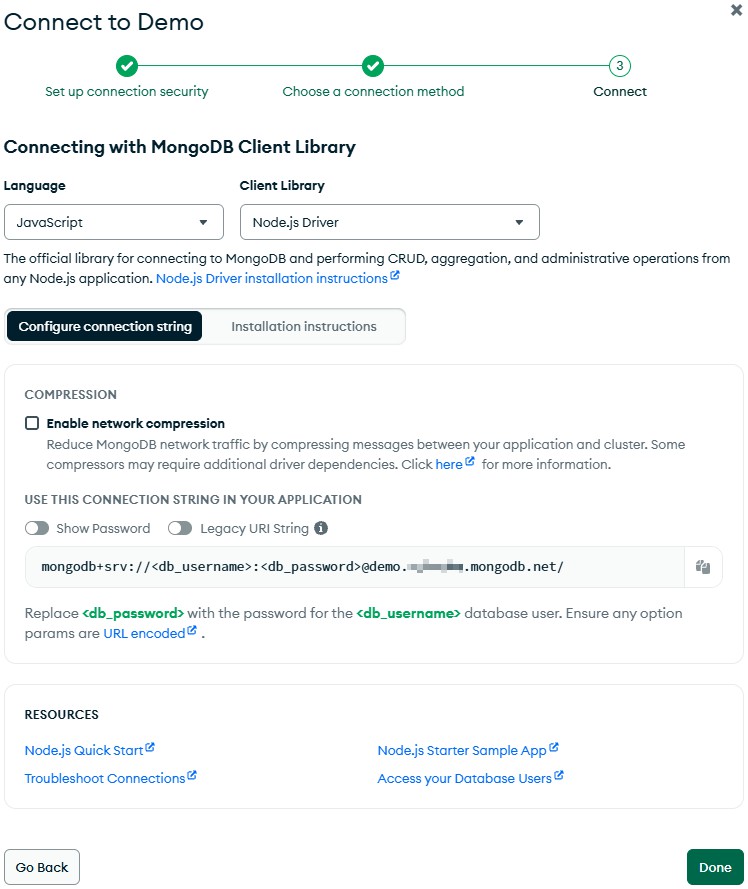 Connect to Demo
Set up connection security
Choose a connection method
3
Connect
Connecting with MongoDB Client Library
Language
Client Library
JavaScript
Node.js Driver
The official library for connecting to MongoDB and performing CRUD, aggregation, and administrative operations from
any Node.js application. Node.js Driver installation instructions
Configure connection string
Installation instructions
COMPRESSION
Enable network compression
Reduce MongoDB network traffic by compressing messages between your application and cluster. Some
compressors may require additional driver dependencies. Click here for more information.
USE THIS CONNECTION STRING IN YOUR APPLICATION
Show Password
Legacy URI String
mongodb+srv://<db_username>:<db_password>@demo. .mongodb.net/
Replace <db_password> with the password for the <db_username> database user. Ensure any option
params are URL encoded .
RESOURCES
Node.js Quick Start
Node.js Starter Sample App
Troubleshoot Connections
Access your Database Users
Go Back
Done